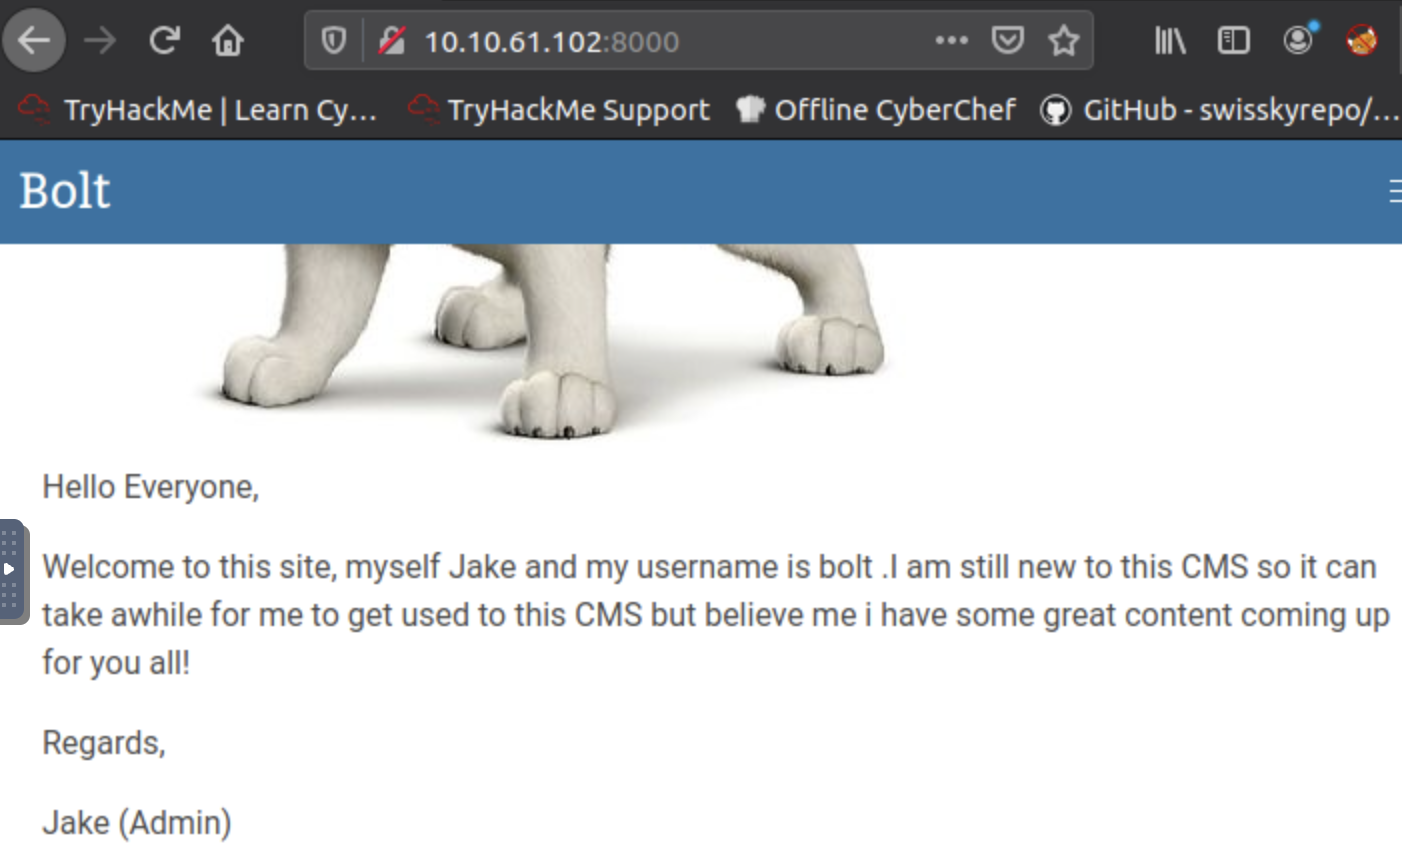 10.10.61.102:8000
TryHackMe | Learn Cy... TryHackMe Support Offline CyberChef GitHub - swisskyrepo/...
Bolt
Hello Everyone,
Welcome to this site, myself Jake and my username is bolt .I am still new to this CMS so it can
take awhile for me to get used to this CMS but believe me i have some great content coming up
for you all!
Regards,
Jake (Admin)